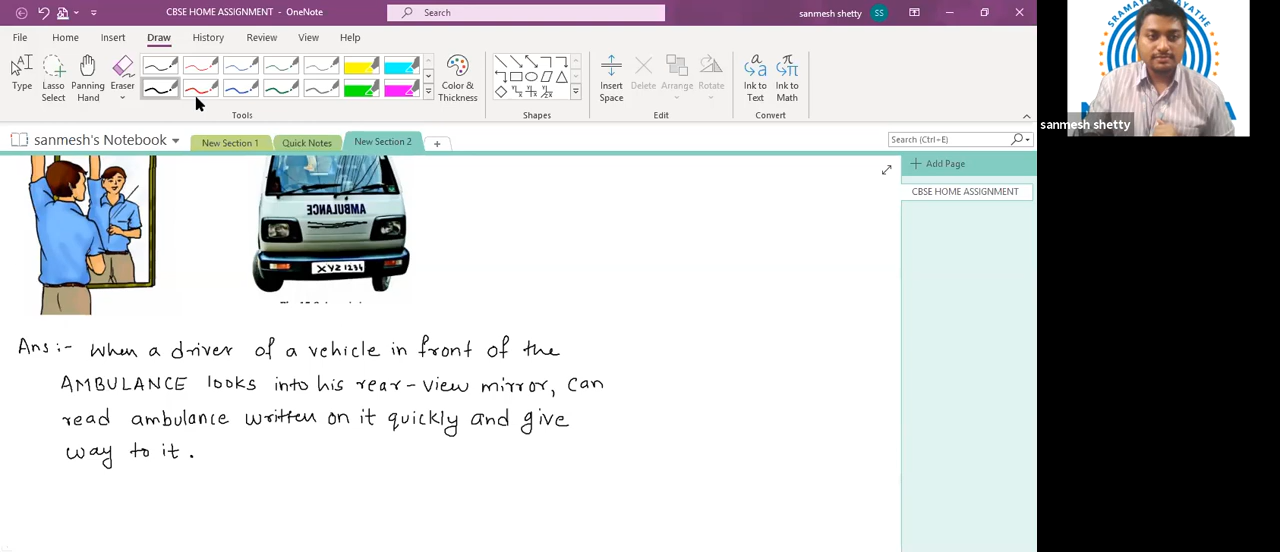 CBSE HOME ASSIGNMENT - OneNote
Search
sanmesh shetty
SS
File Home Insert Draw History Review View Help
Type
Lasso Select
Panning Hand
Eraser
Color & Thickness
Insert Space
Delete
Arrange
Rotate
Ink to Text
Ink to Math
Tools
Shapes
Edit
Convert
sanmesh's Notebook
New Section 1
Quick Notes
New Section 2
Search (Ctrl+E)
Add Page
CBSE HOME ASSIGNMENT
sanmesh shetty
AMBULANCE
XYZ 1234
Ans:- When a driver of a vehicle in front of the
AMBULANCE looks into his rear-view mirror, can
read ambulance written on it quickly and give
way to it.